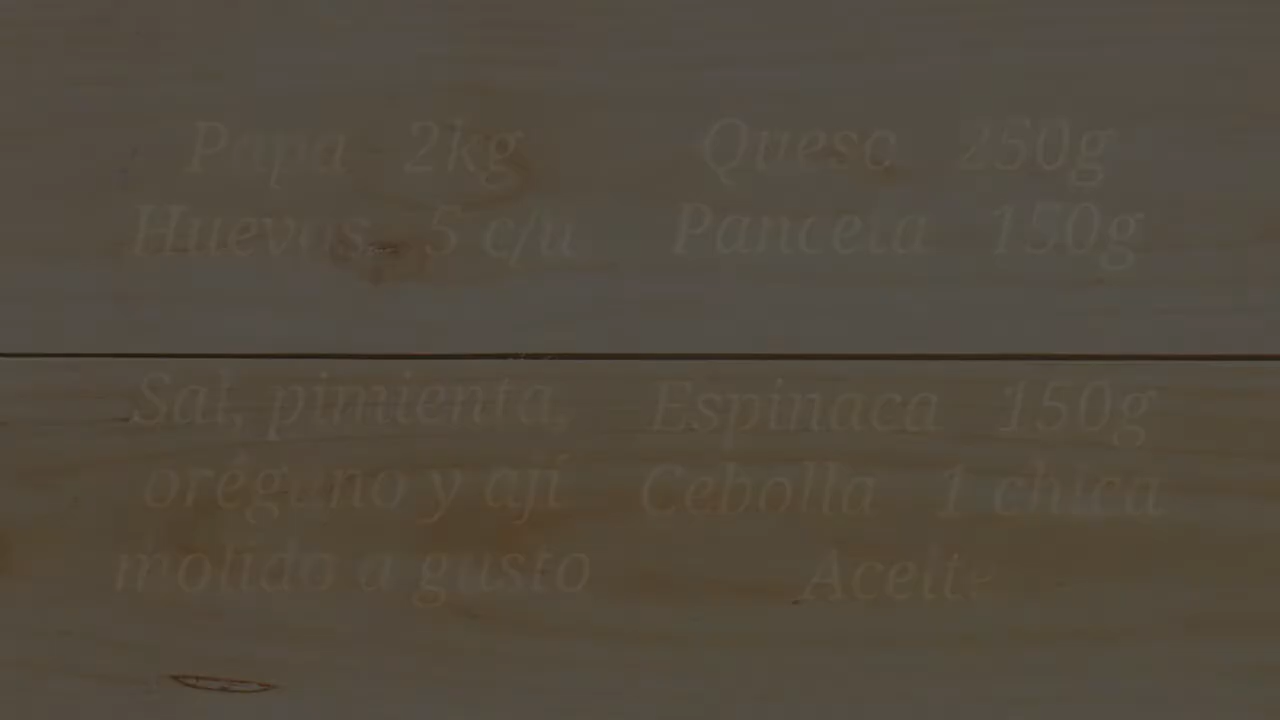 Papa 2kg
Huevos 5 c/u
Sal, pimienta,
orégano y ají
molido a gusto
Queso 250g
Panceta 150g
Espinaca 150g
Cebolla 1 chica
Aceite